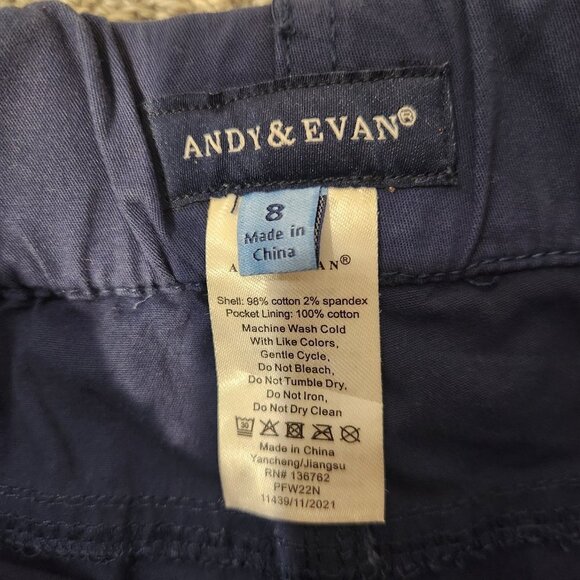 ANDY & EVAN®
8
Made in
China
Shell: 98% cotton 2% spandex
Pocket Lining: 100% cotton
Machine Wash Cold
With Like Colors,
Gentle Cycle,
Do Not Bleach,
Do Not Tumble Dry,
Do Not Iron,
Do Not Dry Clean
30
Made in China
Yancheng/Jiangsu
RN# 136762
PFW22N
11439/11/2021